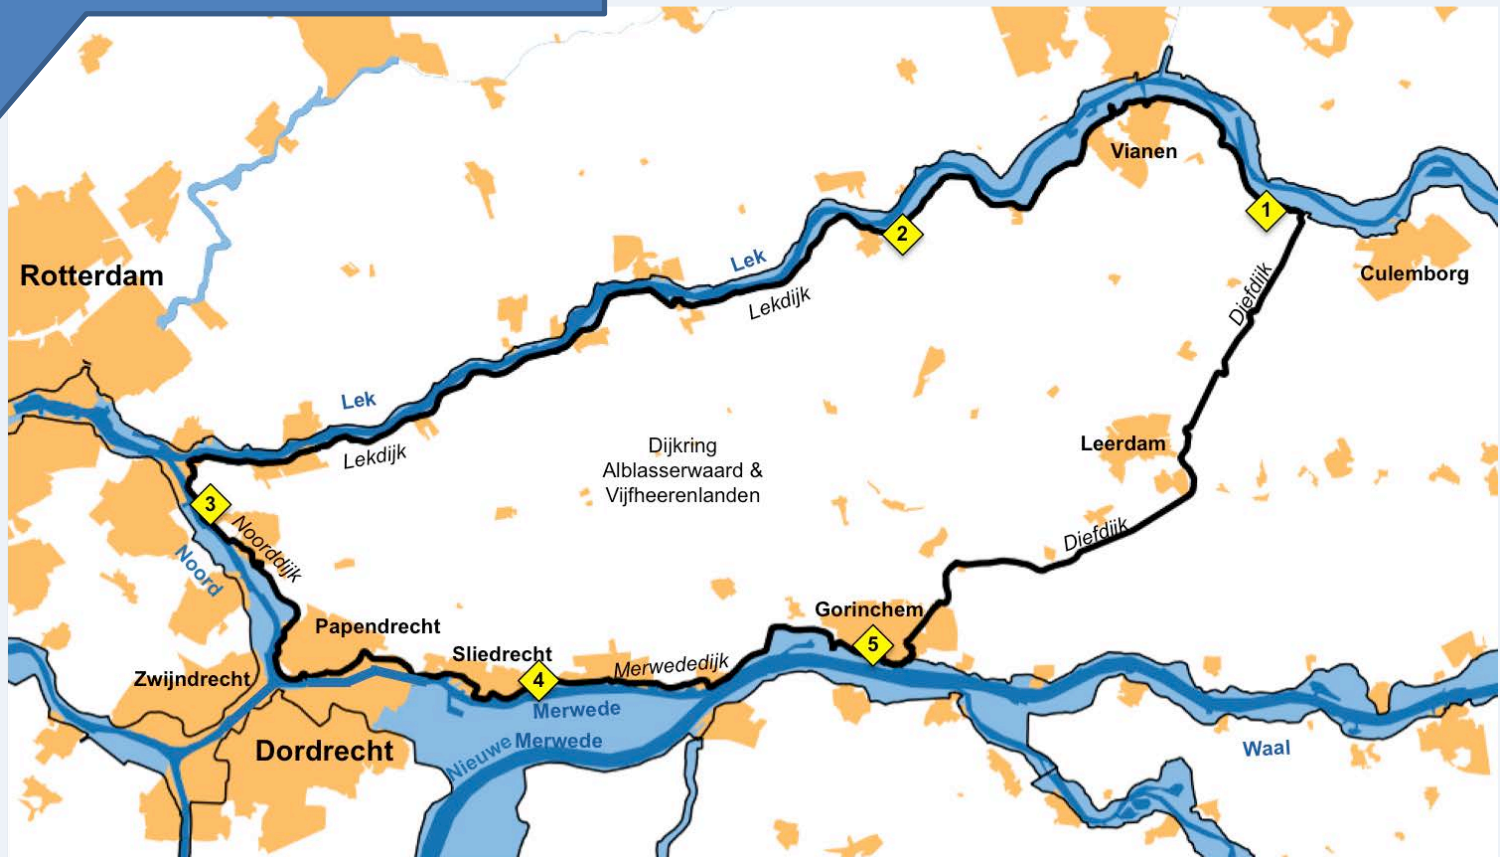 Vianen
1
2
Rotterdam
Lek
Culemborg
Diefdijk
Lekdijk
Lek
Lekdijk
Dijkring
Alblasserwaard &
Vijfheerenlanden
Leerdam
3
Noorddijk
Diefdijk
Noord
Gorinchem
Papendrecht
5
Sliedrecht
Merwededijk
Zwijndrecht
4
Merwede
Nieuwe Merwede
Dordrecht
Waal